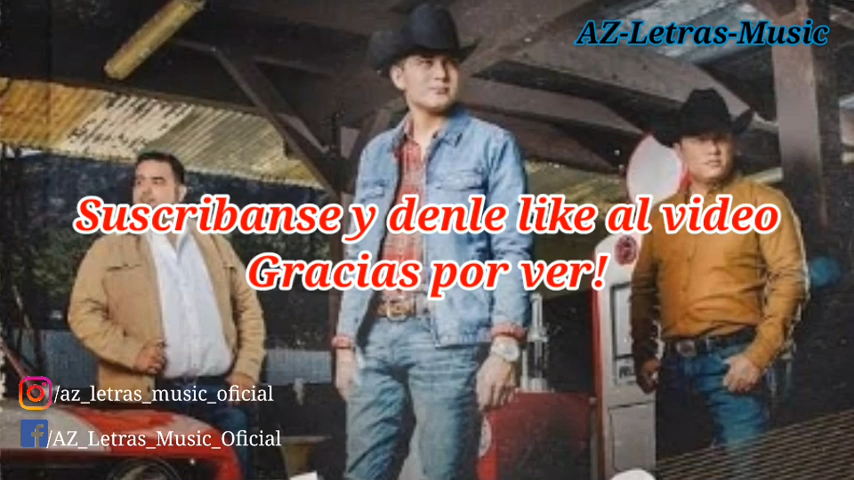 AZ-Letras-Music
Suscribanse y denle like al video
Gracias por ver!
/az_letras_music_oficial
/AZ_Letras_Music_Oficial